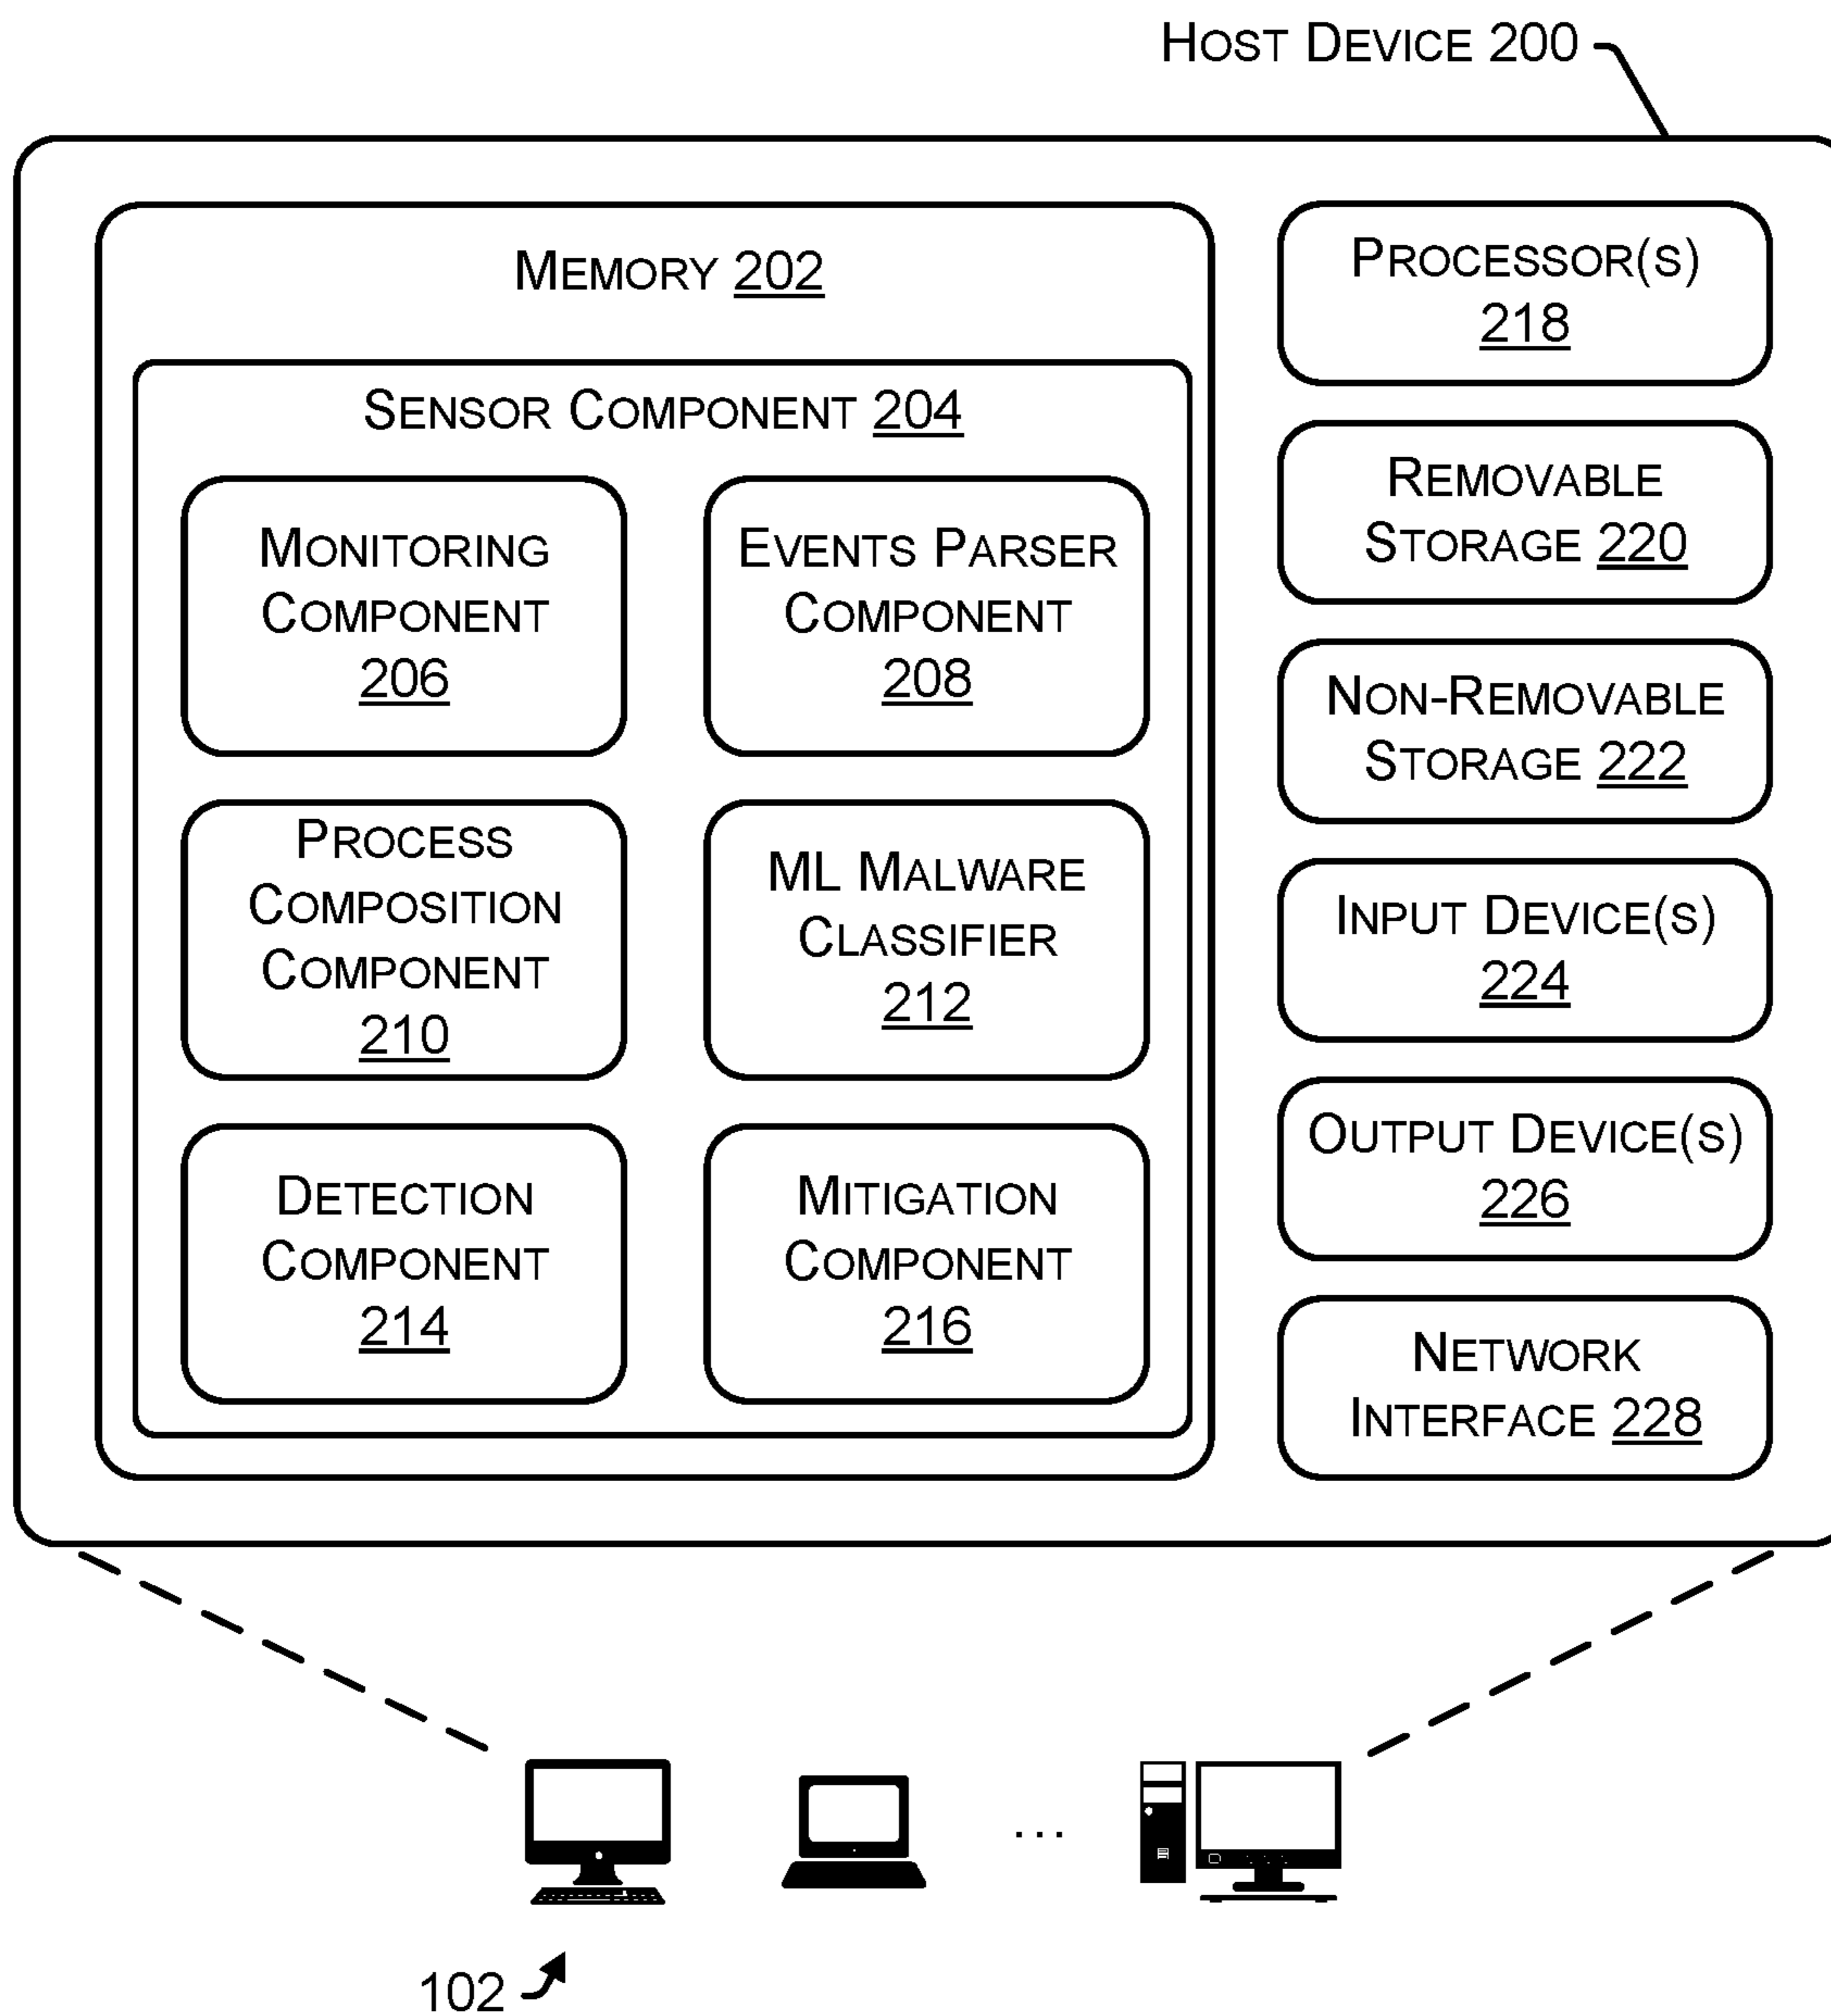 HOST DEVICE 200
MEMORY 202
SENSOR COMPONENT 204
MONITORING
COMPONENT
206
EVENTS PARSER
COMPONENT
208
PROCESS
COMPOSITION
COMPONENT
210
ML MALWARE
CLASSIFIER
212
DETECTION
COMPONENT
214
MITIGATION
COMPONENT
216
PROCESSOR(S)
218
REMOVABLE
STORAGE 220
NON-REMOVABLE
STORAGE 222
INPUT DEVICE(S)
224
OUTPUT DEVICE(S)
226
NETWORK
INTERFACE 228
...
102